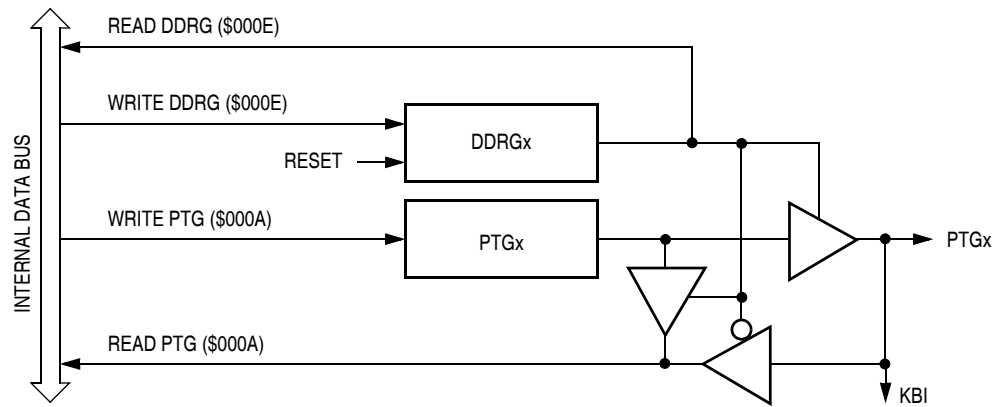 READ DDRG ($000E)
WRITE DDRG ($000E)
DDRGx
RESET
INTERNAL DATA BUS
WRITE PTG ($000A)
PTGx
PTGx
READ PTG ($000A)
KBI